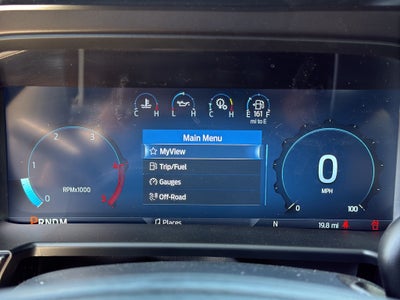 C H L H C H E 161 F
mi to E
Main Menu
MyView
Trip/Fuel
Gauges
Off-Road
0
1
2
3
4
RPMx1000
0
MPH
0 100
PRNDM
Places
N
19.8 mi